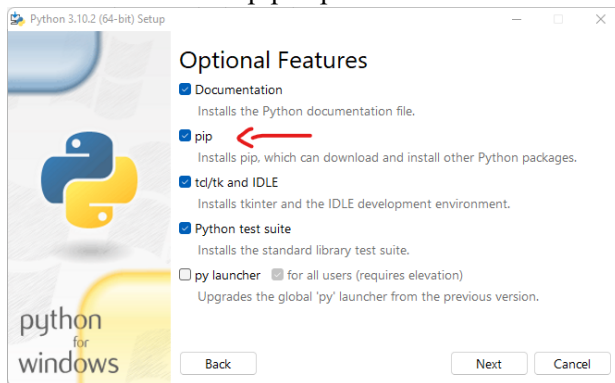 Python 3.10.2 (64-bit) Setup
Optional Features
Documentation
Installs the Python documentation file.
pip
Installs pip, which can download and install other Python packages.
tcl/tk and IDLE
Installs tkinter and the IDLE development environment.
Python test suite
Installs the standard library test suite.
py launcher for all users (requires elevation)
Upgrades the global 'py' launcher from the previous version.
python
for
windows
Back Next Cancel